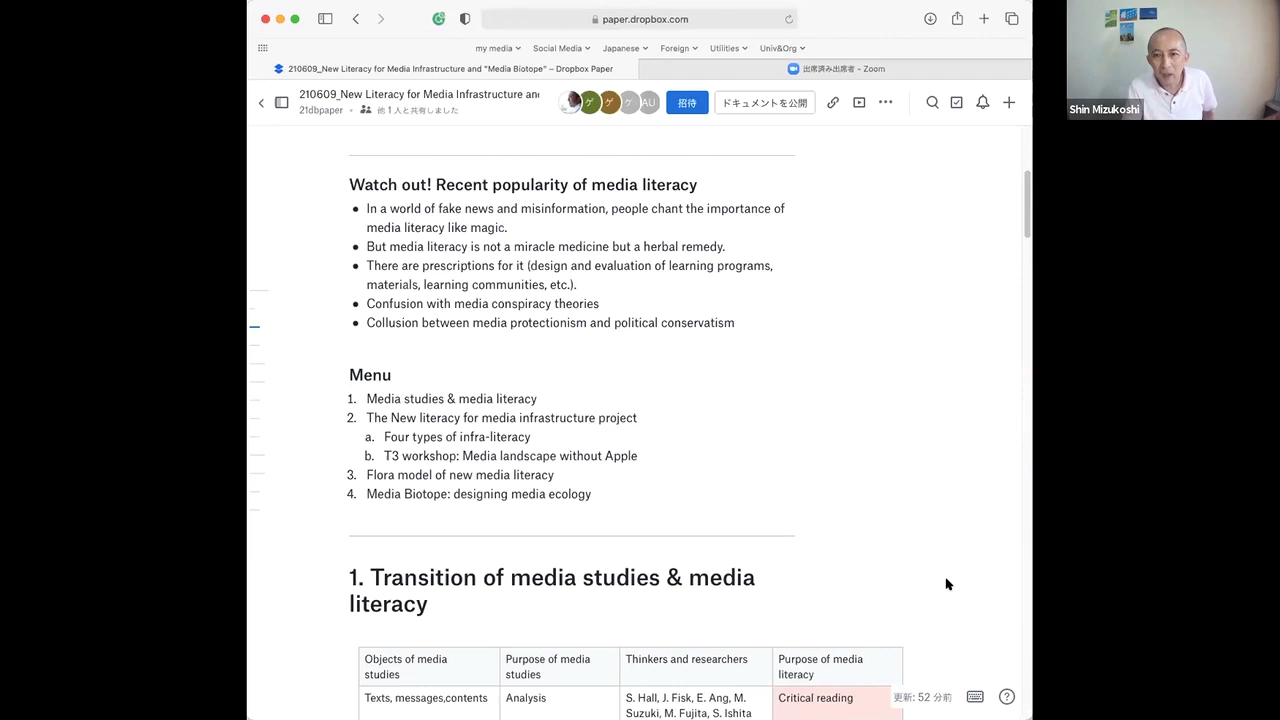 paper.dropbox.com
my media
Social Media
Japanese
Foreign
Utilities
Univ&Org
210609_New Literacy for Media Infrastructure and "Media Biotope" – Dropbox Paper
出席済み出席者 - Zoom
210609_New Literacy for Media Infrastructure and
21dbpaper • 他 1 人と共有しました
ゲ
ゲ
ゲ
AU
招待
ドキュメントを公開
Shin Mizukoshi
Watch out! Recent popularity of media literacy
• In a world of fake news and misinformation, people chant the importance of
media literacy like magic.
• But media literacy is not a miracle medicine but a herbal remedy.
• There are prescriptions for it (design and evaluation of learning programs,
materials, learning communities, etc.).
• Confusion with media conspiracy theories
• Collusion between media protectionism and political conservatism
Menu
1. Media studies & media literacy
2. The New literacy for media infrastructure project
a. Four types of infra-literacy
b. T3 workshop: Media landscape without Apple
3. Flora model of new media literacy
4. Media Biotope: designing media ecology
1. Transition of media studies & media
literacy
Objects of media
studies
Purpose of media
studies
Thinkers and researchers
Purpose of media
literacy
Texts, messages,contents
Analysis
S. Hall, J. Fisk, E. Ang, M.
Suzuki, M. Fujita, S. Ishita
Critical reading
更新: 52 分前